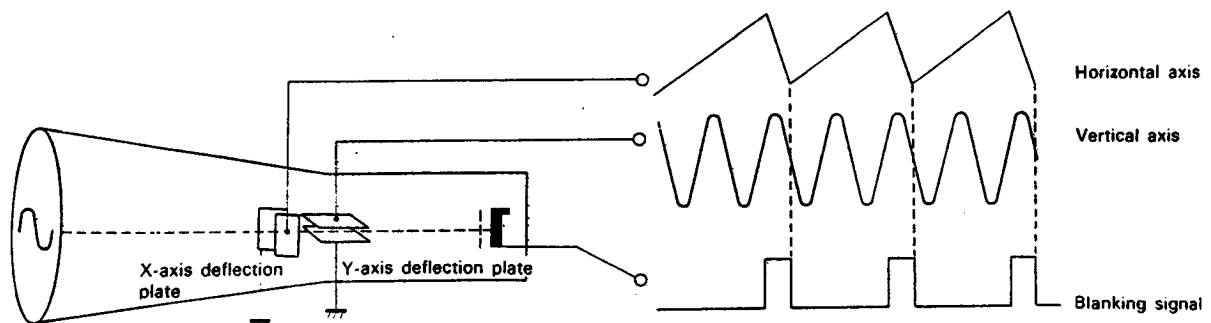 Horizontal axis
Vertical axis
X-axis deflection
plate
Y-axis deflection plate
Blanking signal